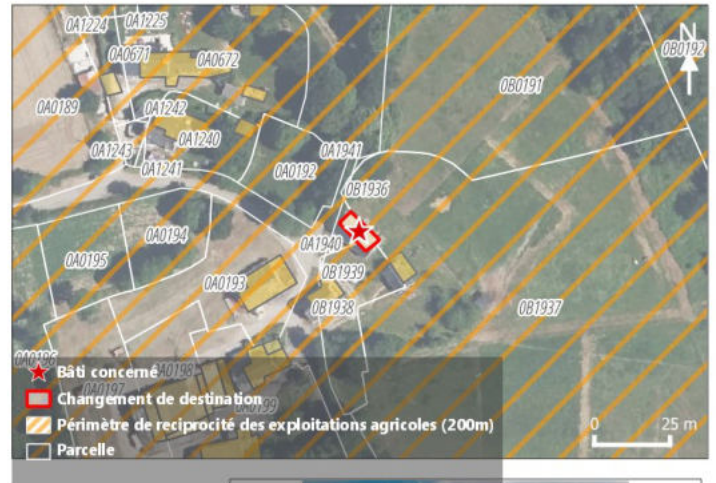 0A1224
0A1225
0A0671
0A0672
0B0192
N
0B0191
0A0189
0A1242
0A1243
0A1240
0A1241
0A0192
0A1941
0B1936
0A0194
0A1940
0A0195
0A0193
0B1939
0B1938
0B1937
0A0196
0A0197
0A0198
0A0199
Bâti concerné
Changement de destination
Périmètre de reciprocité des exploitations agricoles (200m)
Parcelle
0 25 m